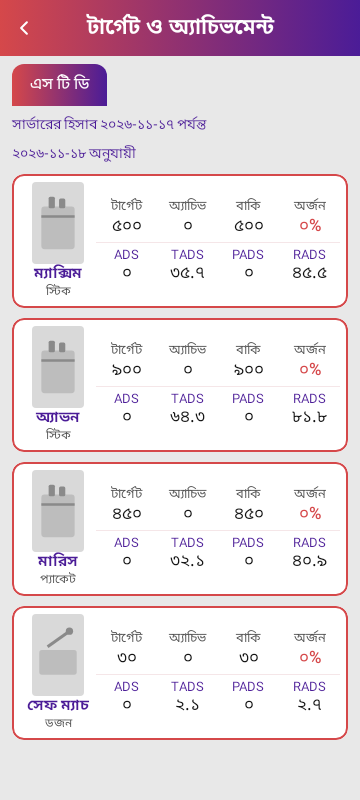 টার্গেট ও অ্যাচিভমেন্ট
এস টি ডি
সার্ভারের হিসাব ২০২৬-১১-১৭ পর্যন্ত
২০২৬-১১-১৮ অনুযায়ী
টার্গেট অ্যাচিভ বাকি অর্জন
৫০০ ০ ৫০০ ০%
ADS TADS PADS RADS
০ ৩৫.৭ ০ ৪৫.৫
ম্যাক্সিম
স্টিক
টার্গেট অ্যাচিভ বাকি অর্জন
৯০০ ০ ৯০০ ০%
ADS TADS PADS RADS
০ ৬৪.৩ ০ ৮১.৮
অ্যাভন
স্টিক
টার্গেট অ্যাচিভ বাকি অর্জন
৪৫০ ০ ৪৫০ ০%
ADS TADS PADS RADS
০ ৩২.১ ০ ৪০.৯
মারিস
প্যাকেট
টার্গেট অ্যাচিভ বাকি অর্জন
৩০ ০ ৩০ ০%
ADS TADS PADS RADS
০ ২.১ ০ ২.৭
সেফ ম্যাচ
ডজন